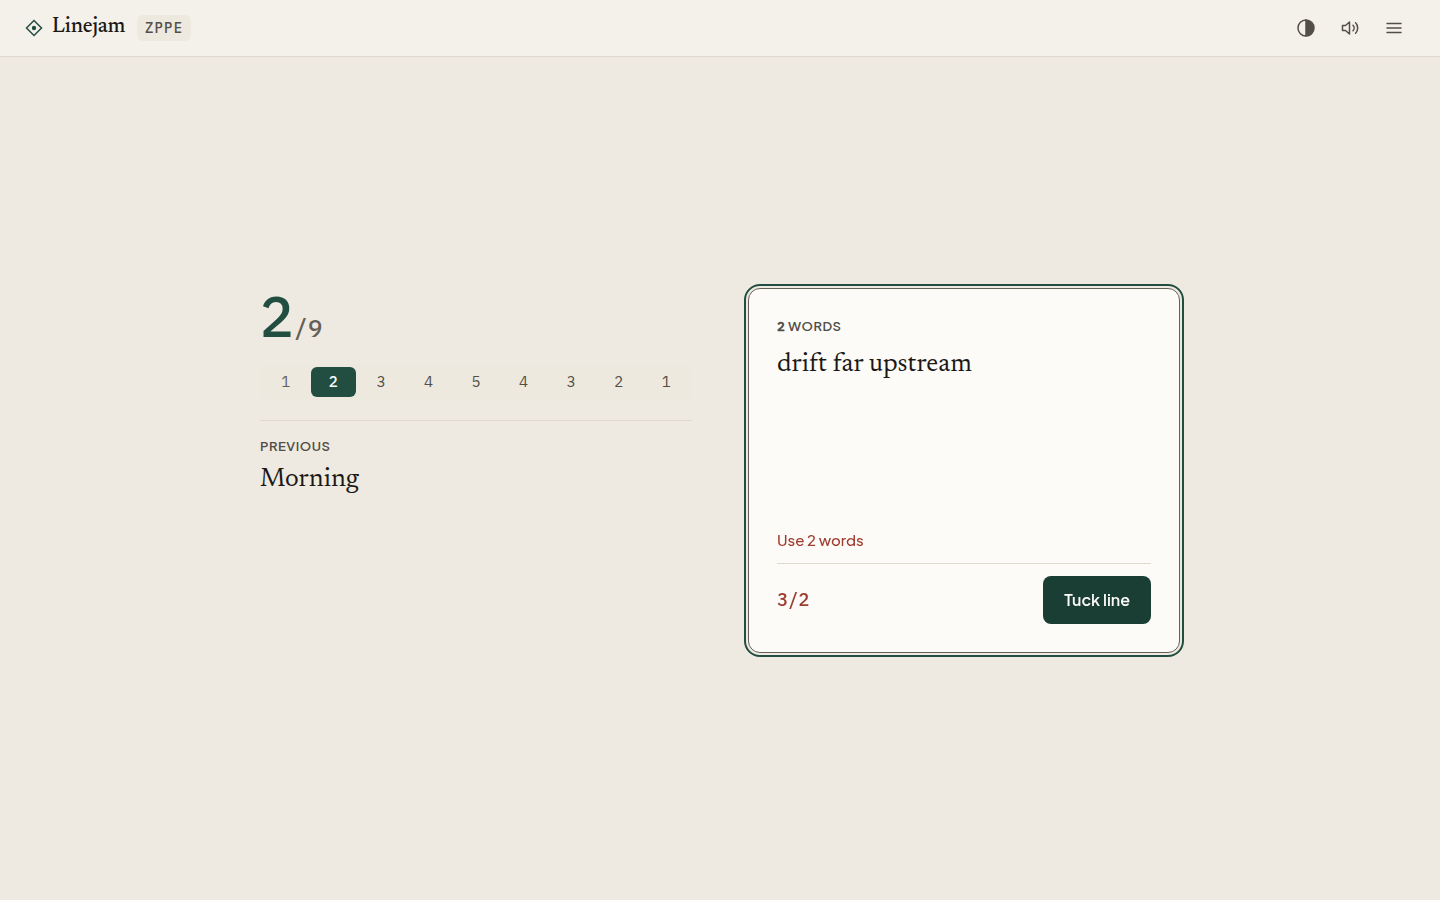 Linejam ZPPE
2/9
1 2 3 4 5 4 3 2 1
PREVIOUS
Morning
2 WORDS
drift far upstream
Use 2 words
3/2
Tuck line